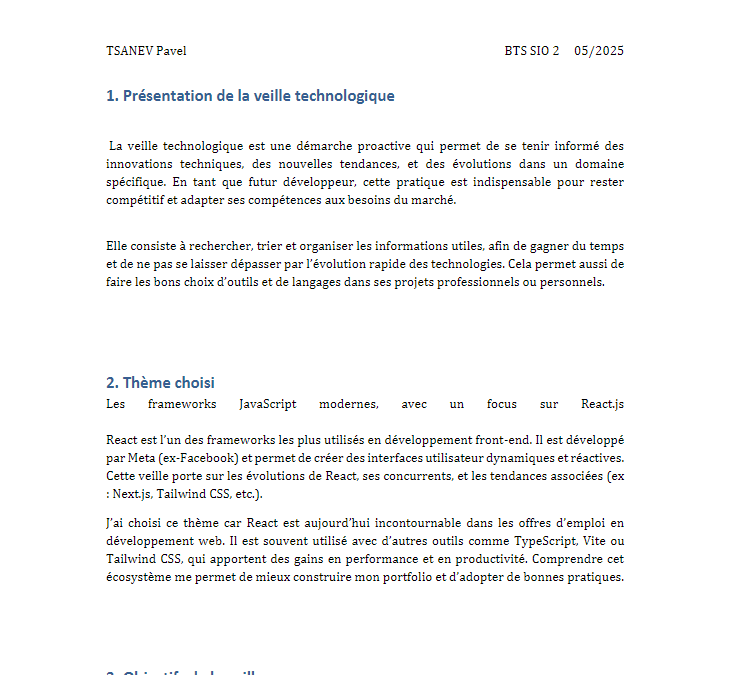 TSANEV Pavel BTS SIO 2 05/2025
1. Présentation de la veille technologique
La veille technologique est une démarche proactive qui permet de se tenir informé des
innovations techniques, des nouvelles tendances, et des évolutions dans un domaine
spécifique. En tant que futur développeur, cette pratique est indispensable pour rester
compétitif et adapter ses compétences aux besoins du marché.
Elle consiste à rechercher, trier et organiser les informations utiles, afin de gagner du temps
et de ne pas se laisser dépasser par l’évolution rapide des technologies. Cela permet aussi de
faire les bons choix d’outils et de langages dans ses projets professionnels ou personnels.
2. Thème choisi
Les frameworks JavaScript modernes, avec un focus sur React.js
React est l’un des frameworks les plus utilisés en développement front-end. Il est développé
par Meta (ex-Facebook) et permet de créer des interfaces utilisateur dynamiques et réactives.
Cette veille porte sur les évolutions de React, ses concurrents, et les tendances associées (ex
: Next.js, Tailwind CSS, etc.).
J’ai choisi ce thème car React est aujourd’hui incontournable dans les offres d’emploi en
développement web. Il est souvent utilisé avec d’autres outils comme TypeScript, Vite ou
Tailwind CSS, qui apportent des gains en performance et en productivité. Comprendre cet
écosystème me permet de mieux construire mon portfolio et d’adopter de bonnes pratiques.